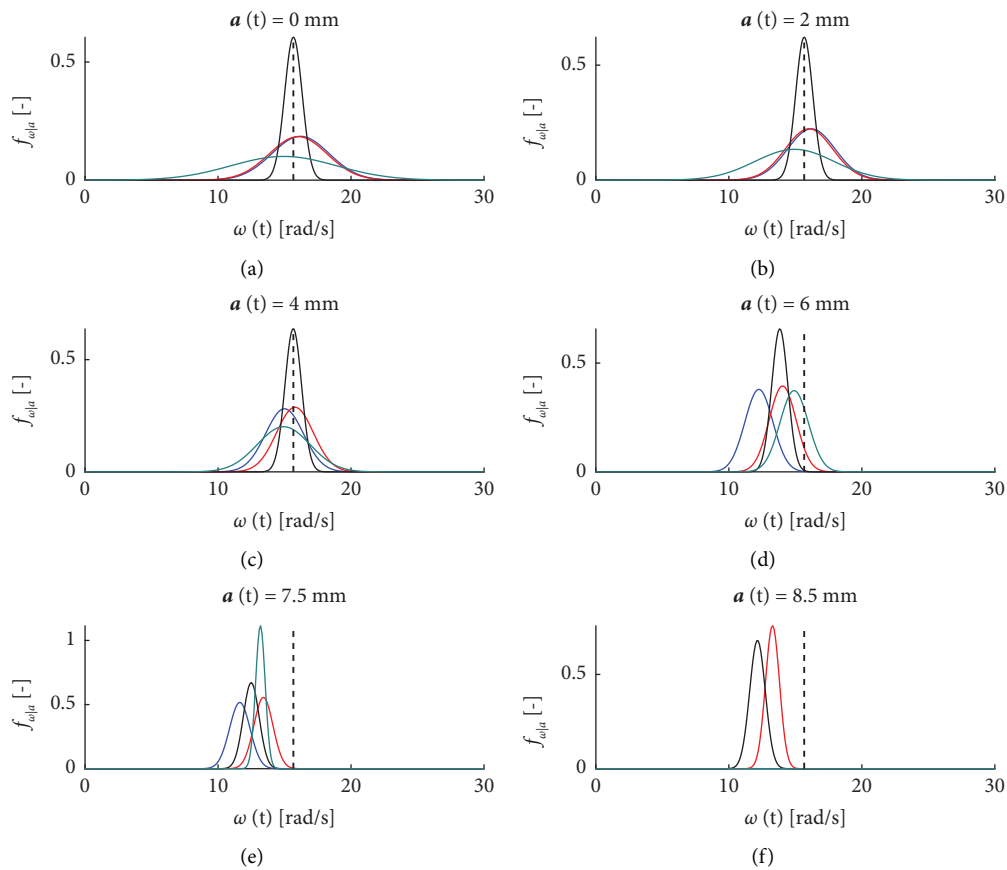 a (t) = 0 mm
0.5
0
f_ω|a [-]
0 10 20 30
ω (t) [rad/s]
(a)
a (t) = 2 mm
0.5
0
f_ω|a [-]
0 10 20 30
ω (t) [rad/s]
(b)
a (t) = 4 mm
0.5
0
f_ω|a [-]
0 10 20 30
ω (t) [rad/s]
(c)
a (t) = 6 mm
0.5
0
f_ω|a [-]
0 10 20 30
ω (t) [rad/s]
(d)
a (t) = 7.5 mm
1
0.5
0
f_ω|a [-]
0 10 20 30
ω (t) [rad/s]
(e)
a (t) = 8.5 mm
0.5
0
f_ω|a [-]
0 10 20 30
ω (t) [rad/s]
(f)